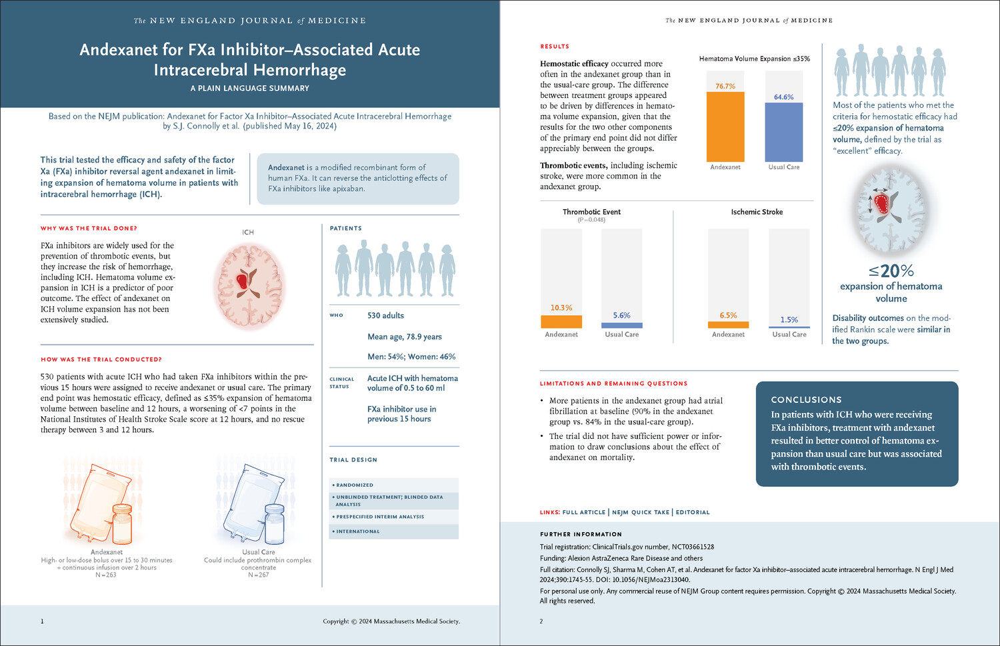 The NEW ENGLAND JOURNAL of MEDICINE
Andexanet for FXa Inhibitor–Associated Acute
Intracerebral Hemorrhage
A PLAIN LANGUAGE SUMMARY
Based on the NEJM publication: Andexanet for Factor Xa Inhibitor–Associated Acute Intracerebral Hemorrhage
by S.J. Connolly et al. (published May 16, 2024)
This trial tested the efficacy and safety of the factor
Xa (FXa) inhibitor reversal agent andexanet in limit-
ing expansion of hematoma volume in patients with
intracerebral hemorrhage (ICH).
Andexanet is a modified recombinant form of
human FXa. It can reverse the anticlotting effects of
FXa inhibitors like apixaban.
WHY WAS THE TRIAL DONE?
FXa inhibitors are widely used for the
prevention of thrombotic events, but
they increase the risk of hemorrhage,
including ICH. Hematoma volume ex-
pansion in ICH is a predictor of poor
outcome. The effect of andexanet on
ICH volume expansion has not been
extensively studied.
ICH
HOW WAS THE TRIAL CONDUCTED?
530 patients with acute ICH who had taken FXa inhibitors within the pre-
vious 15 hours were assigned to receive andexanet or usual care. The primary
end point was hemostatic efficacy, defined as ≤35% expansion of hematoma
volume between baseline and 12 hours, a worsening of <7 points in the
National Institutes of Health Stroke Scale score at 12 hours, and no rescue
therapy between 3 and 12 hours.
Andexanet
High- or low-dose bolus over 15 to 30 minutes
+ continuous infusion over 2 hours
N=263
Usual Care
Could include prothrombin complex
concentrate
N=267
PATIENTS
WHO
530 adults
Mean age, 78.9 years
Men: 54%; Women: 46%
CLINICAL
STATUS
Acute ICH with hematoma
volume of 0.5 to 60 ml
FXa inhibitor use in
previous 15 hours
TRIAL DESIGN
• RANDOMIZED
• UNBLINDED TREATMENT; BLINDED DATA
ANALYSIS
• PRESPECIFIED INTERIM ANALYSIS
• INTERNATIONAL
1
Copyright © 2024 Massachusetts Medical Society.
The NEW ENGLAND JOURNAL of MEDICINE
RESULTS
Hemostatic efficacy occurred more
often in the andexanet group than in
the usual-care group. The difference
between treatment groups appeared
to be driven by differences in hemato-
ma volume expansion, given that the
results for the two other components
of the primary end point did not differ
appreciably between the groups.
Thrombotic events, including ischemic
stroke, were more common in the
andexanet group.
Hematoma Volume Expansion ≤35%
76.7%
64.6%
Andexanet
Usual Care
Thrombotic Event
(P=0.048)
10.3%
5.6%
Andexanet
Usual Care
Ischemic Stroke
6.5%
1.5%
Andexanet
Usual Care
Most of the patients who met the
criteria for hemostatic efficacy had
≤20% expansion of hematoma
volume, defined by the trial as
“excellent” efficacy.
≤20%
expansion of hematoma
volume
Disability outcomes on the mod-
ified Rankin scale were similar in
the two groups.
LIMITATIONS AND REMAINING QUESTIONS
• More patients in the andexanet group had atrial
fibrillation at baseline (90% in the andexanet
group vs. 84% in the usual-care group).
• The trial did not have sufficient power or infor-
mation to draw conclusions about the effect of
andexanet on mortality.
CONCLUSIONS
In patients with ICH who were receiving
FXa inhibitors, treatment with andexanet
resulted in better control of hematoma ex-
pansion than usual care but was associated
with thrombotic events.
LINKS: FULL ARTICLE | NEJM QUICK TAKE | EDITORIAL
FURTHER INFORMATION
Trial registration: ClinicalTrials.gov number, NCT03661528
Funding: Alexion AstraZeneca Rare Disease and others
Full citation: Connolly SJ, Sharma M, Cohen AT, et al. Andexanet for factor Xa inhibitor–associated acute intracerebral hemorrhage. N Engl J Med
2024;390:1745-55. DOI: 10.1056/NEJMoa2313040.
For personal use only. Any commercial reuse of NEJM Group content requires permission. Copyright © 2024 Massachusetts Medical Society.
All rights reserved.
2